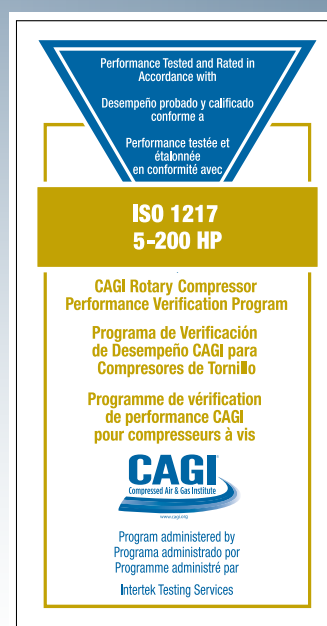 Performance Tested and Rated in
Accordance with
Desempeño probado y calificado
conforme a
Performance testée et
étalonnée
en conformité avec
ISO 1217
5-200 HP
CAGI Rotary Compressor
Performance Verification Program
Programa de Verificación
de Desempeño CAGI para
Compresores de Tornillo
Programme de vérification
de performance CAGI
pour compresseurs à vis
CAGI
Compressed Air & Gas Institute
www.cagi.org
Program administered by
Programa administrado por
Programme administré par
Intertek Testing Services